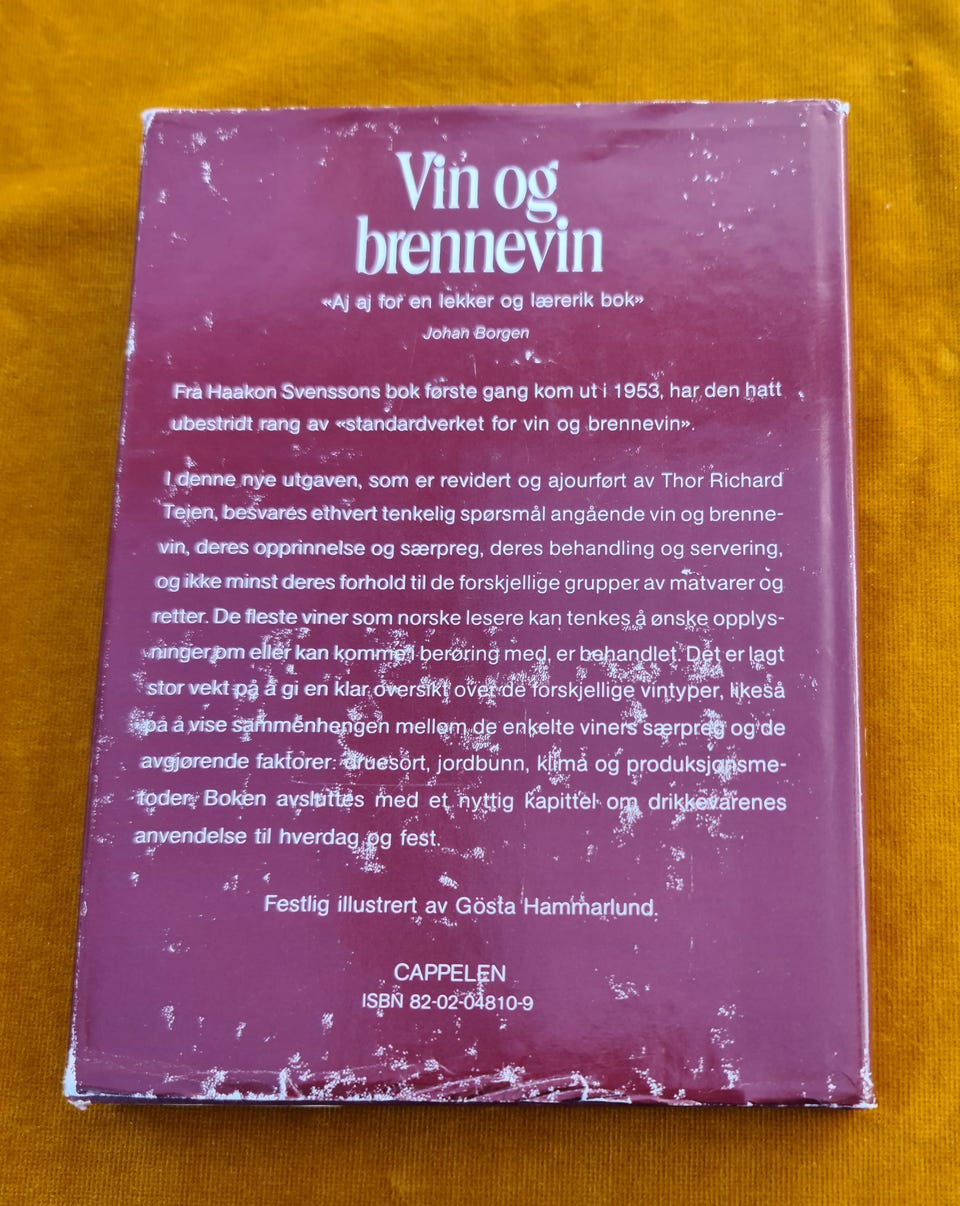 Vin og
brennevin
«Aj aj for en lekker og lærerik bok»
Johan Borgen
Fra Haakon Svenssons bok første gang kom ut i 1953, har den hatt
ubestridt rang av «standardverket for vin og brennevin».
I denne nye utgaven, som er revidert og ajourført av Thor Richard
Teien, besvares ethvert tenkelig spørsmål angående vin og brenne-
vin, deres opprinnelse og særpreg, deres behandling og servering,
og ikke minst deres forhold til de forskjellige grupper av matvarer og
retter. De fleste viner som norske lesere kan tenkes å ønske opplys-
ninger om eller kan komme i berøring med, er behandlet. Det er lagt
stor vekt på å gi en klar oversikt over de forskjellige vintyper, likeså
på å vise sammenhengen mellom de enkelte viners særpreg og de
avgjørende faktorer: druesort, jordbunn, klima og produksjonsme-
toder. Boken avsluttes med et nyttig kapittel om drikkevarenes
anvendelse til hverdag og fest.
Festlig illustrert av Gösta Hammarlund.
CAPPELEN
ISBN 82-02-04810-9